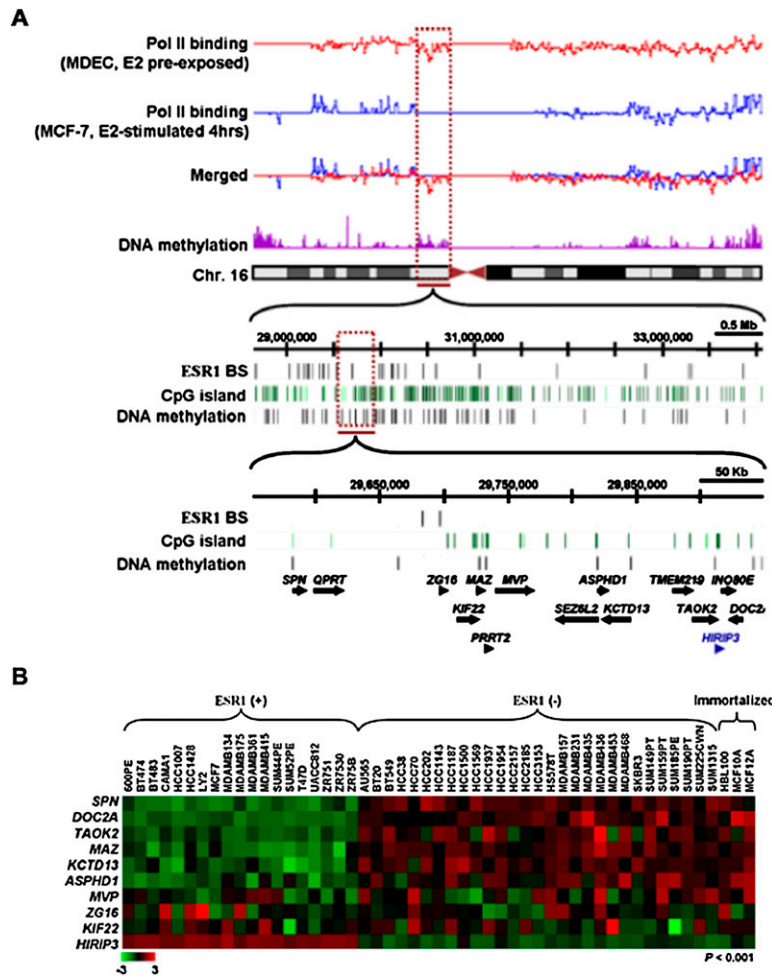 A
Pol II binding
(MDEC, E2 pre-exposed)
Pol II binding
(MCF-7, E2-stimulated 4hrs)
Merged
DNA methylation
Chr. 16
0.5 Mb
29,000,000 31,000,000 33,000,000
ESR1 BS
CpG island
DNA methylation
50 Kb
29,650,000 29,750,000 29,850,000
ESR1 BS
CpG island
DNA methylation
SPN QPRT ZG16 MAZ MVP ASPHD1 TMEM219 INO80E
KIF22 SEZ6L2 KCTD13 TAOK2 DOC2A
PRRT2 HIRIP3
B
ESR1 (+) ESR1 (-) Immortalized
600PE BT474 BT483 CAMA1 HCC1007 HCC1428 LY2 MCF7 MDAMB134 MDAMB175 MDAMB361 MDAMB415 SUM44PE SUM52PE T47D UACC812 ZR751 ZR7530 ZR75B AU565 BT20 BT549 HCC38 HCC70 HCC202 HCC1143 HCC1187 HCC1500 HCC1569 HCC1937 HCC1954 HCC2157 HCC2185 HCC3153 HS578T MDAMB157 MDAMB231 MDAMB435 MDAMB436 MDAMB453 MDAMB468 SKBR3 SUM149PT SUM159PT SUM185PE SUM190PT SUM225CWN SUM1315 HBL100 MCF10A MCF12A
SPN
DOC2A
TAOK2
MAZ
KCTD13
ASPHD1
MVP
ZG16
KIF22
HIRIP3
-3 3
P < 0.001